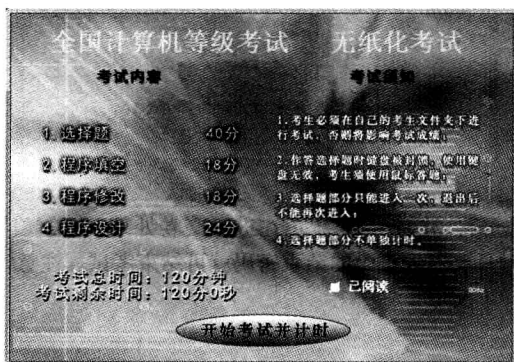 全国计算机等级考试 无纸化考试
考试内容
1. 选择题 40分
2. 程序填空 18分
3. 程序修改 18分
4. 程序设计 24分
考试总时间：120分钟
考试剩余时间：120分0秒
考试须知
1.考生必须在自己的考生文件夹下进
行考试，否则将影响考试成绩；
2.作答选择题时键盘被封锁，使用键
盘无效，考生须使用鼠标答题；
3.选择题部分只能进入一次，退出后
不能再次进入；
4.选择题部分不单独计时。
已阅读
开始考试并计时